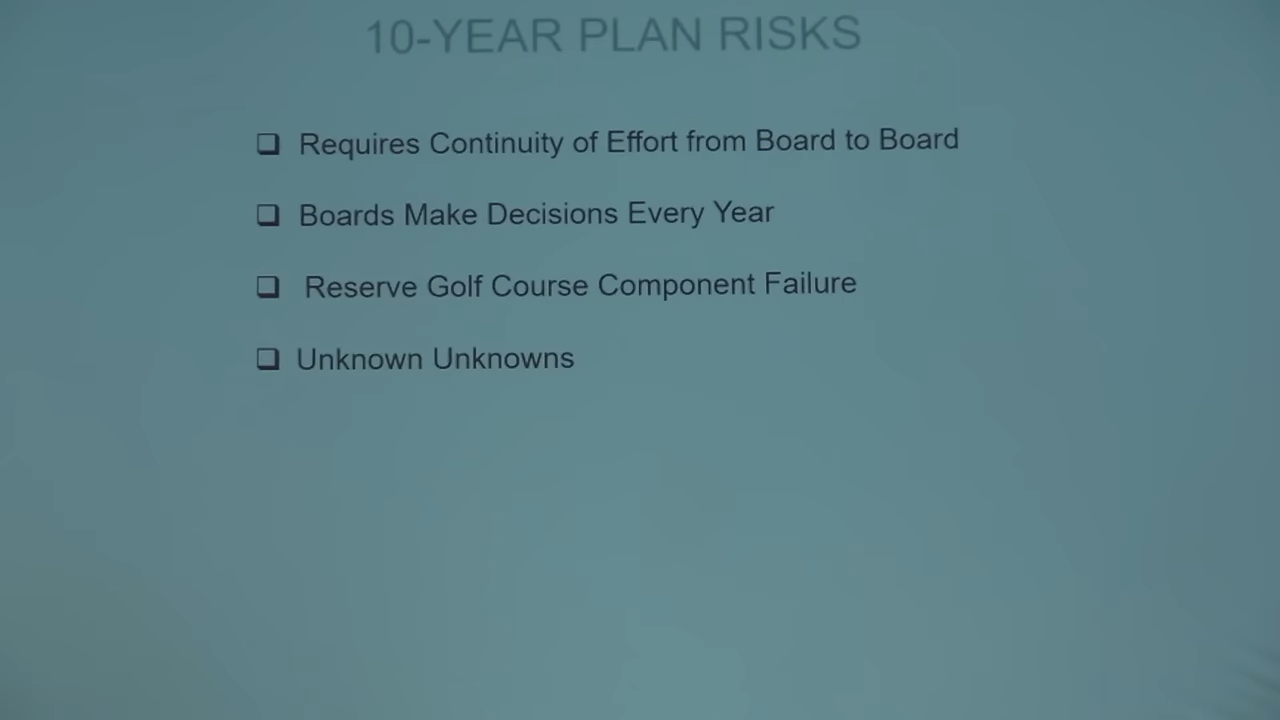 10-YEAR PLAN RISKS
❑ Requires Continuity of Effort from Board to Board
❑ Boards Make Decisions Every Year
❑ Reserve Golf Course Component Failure
❑ Unknown Unknowns